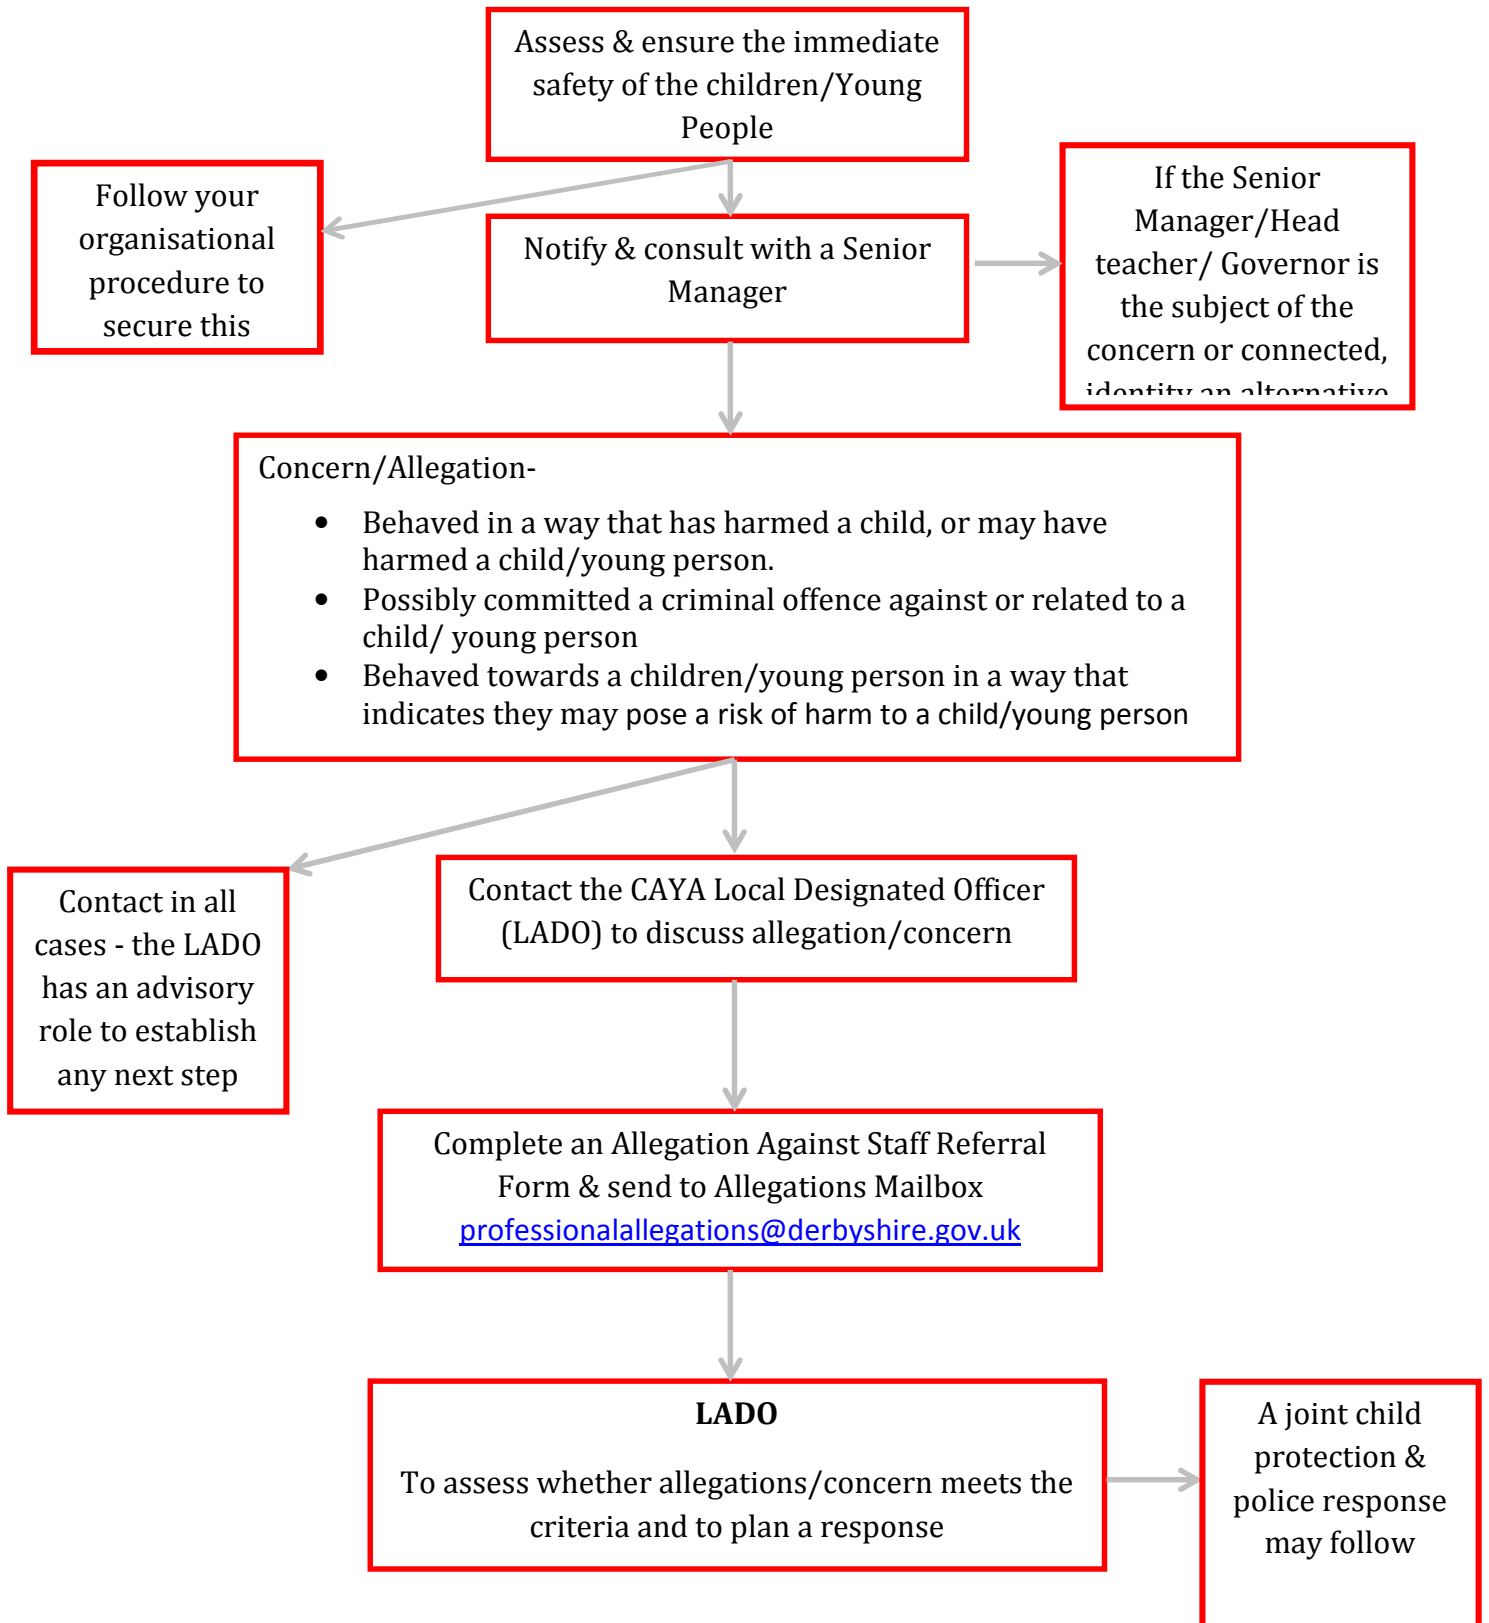 Assess & ensure the immediate
safety of the children/Young
People
Follow your
organisational
procedure to
secure this
Notify & consult with a Senior
Manager
If the Senior
Manager/Head
teacher/ Governor is
the subject of the
concern or connected,
identity an alternative
Concern/Allegation-
• Behaved in a way that has harmed a child, or may have
harmed a child/young person.
• Possibly committed a criminal offence against or related to a
child/ young person
• Behaved towards a children/young person in a way that
indicates they may pose a risk of harm to a child/young person
Contact in all
cases - the LADO
has an advisory
role to establish
any next step
Contact the CAYA Local Designated Officer
(LADO) to discuss allegation/concern
Complete an Allegation Against Staff Referral
Form & send to Allegations Mailbox
professionalallegations@derbyshire.gov.uk
LADO
To assess whether allegations/concern meets the
criteria and to plan a response
A joint child
protection &
police response
may follow